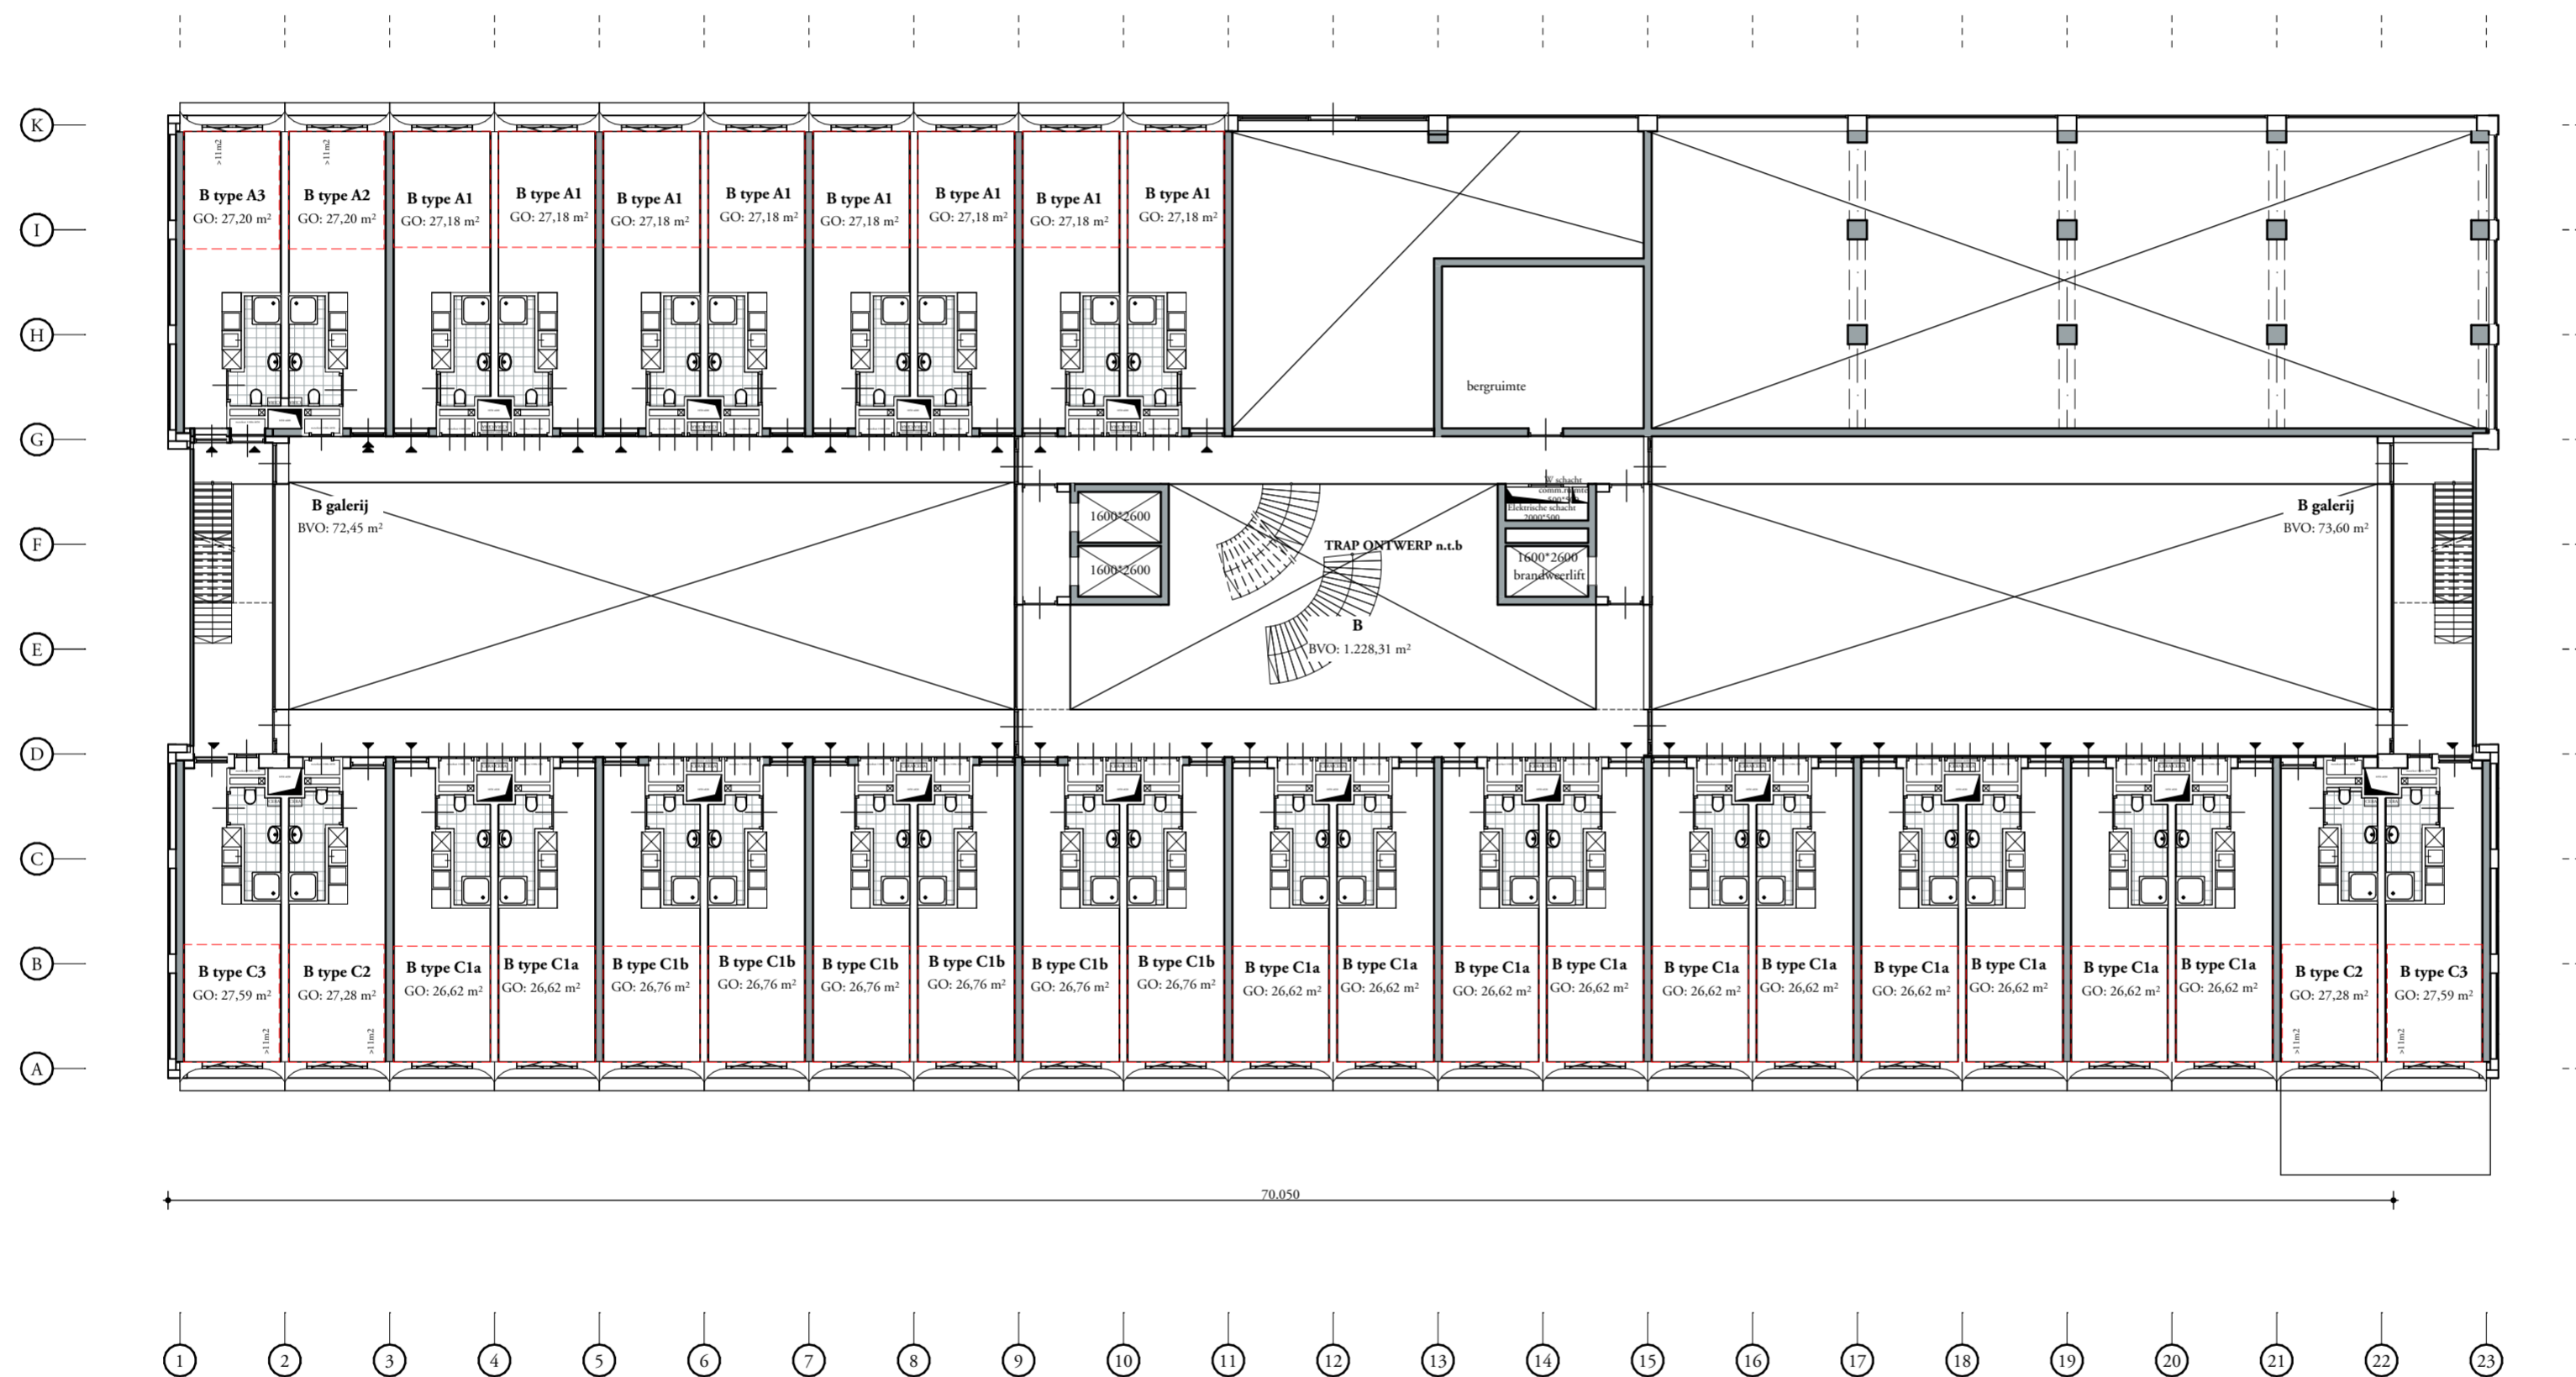 K
>11m2
>11m2
B type A3
GO: 27,20 m²
B type A2
GO: 27,20 m²
B type A1
GO: 27,18 m²
B type A1
GO: 27,18 m²
B type A1
GO: 27,18 m²
B type A1
GO: 27,18 m²
B type A1
GO: 27,18 m²
B type A1
GO: 27,18 m²
B type A1
GO: 27,18 m²
B type A1
GO: 27,18 m²
I
H
bergruimte
G
B galerij
BVO: 72,45 m²
1600*2600
1600*2600
TRAP ONTWERP n.t.b
W schacht
comm.ruimte
Elektrische schacht
2000*500
1600*2600
brandweerlift
B galerij
BVO: 73,60 m²
F
B
BVO: 1.228,31 m²
E
D
C
B
B type C3
GO: 27,59 m²
B type C2
GO: 27,28 m²
B type C1a
GO: 26,62 m²
B type C1a
GO: 26,62 m²
B type C1b
GO: 26,76 m²
B type C1b
GO: 26,76 m²
B type C1b
GO: 26,76 m²
B type C1b
GO: 26,76 m²
B type C1b
GO: 26,76 m²
B type C1b
GO: 26,76 m²
B type C1a
GO: 26,62 m²
B type C1a
GO: 26,62 m²
B type C1a
GO: 26,62 m²
B type C1a
GO: 26,62 m²
B type C1a
GO: 26,62 m²
B type C1a
GO: 26,62 m²
B type C1a
GO: 26,62 m²
B type C1a
GO: 26,62 m²
B type C1a
GO: 26,62 m²
B type C1a
GO: 26,62 m²
B type C2
GO: 27,28 m²
B type C3
GO: 27,59 m²
>11m2
>11m2
>11m2
>11m2
A
70.050
1 2 3 4 5 6 7 8 9 10 11 12 13 14 15 16 17 18 19 20 21 22 23